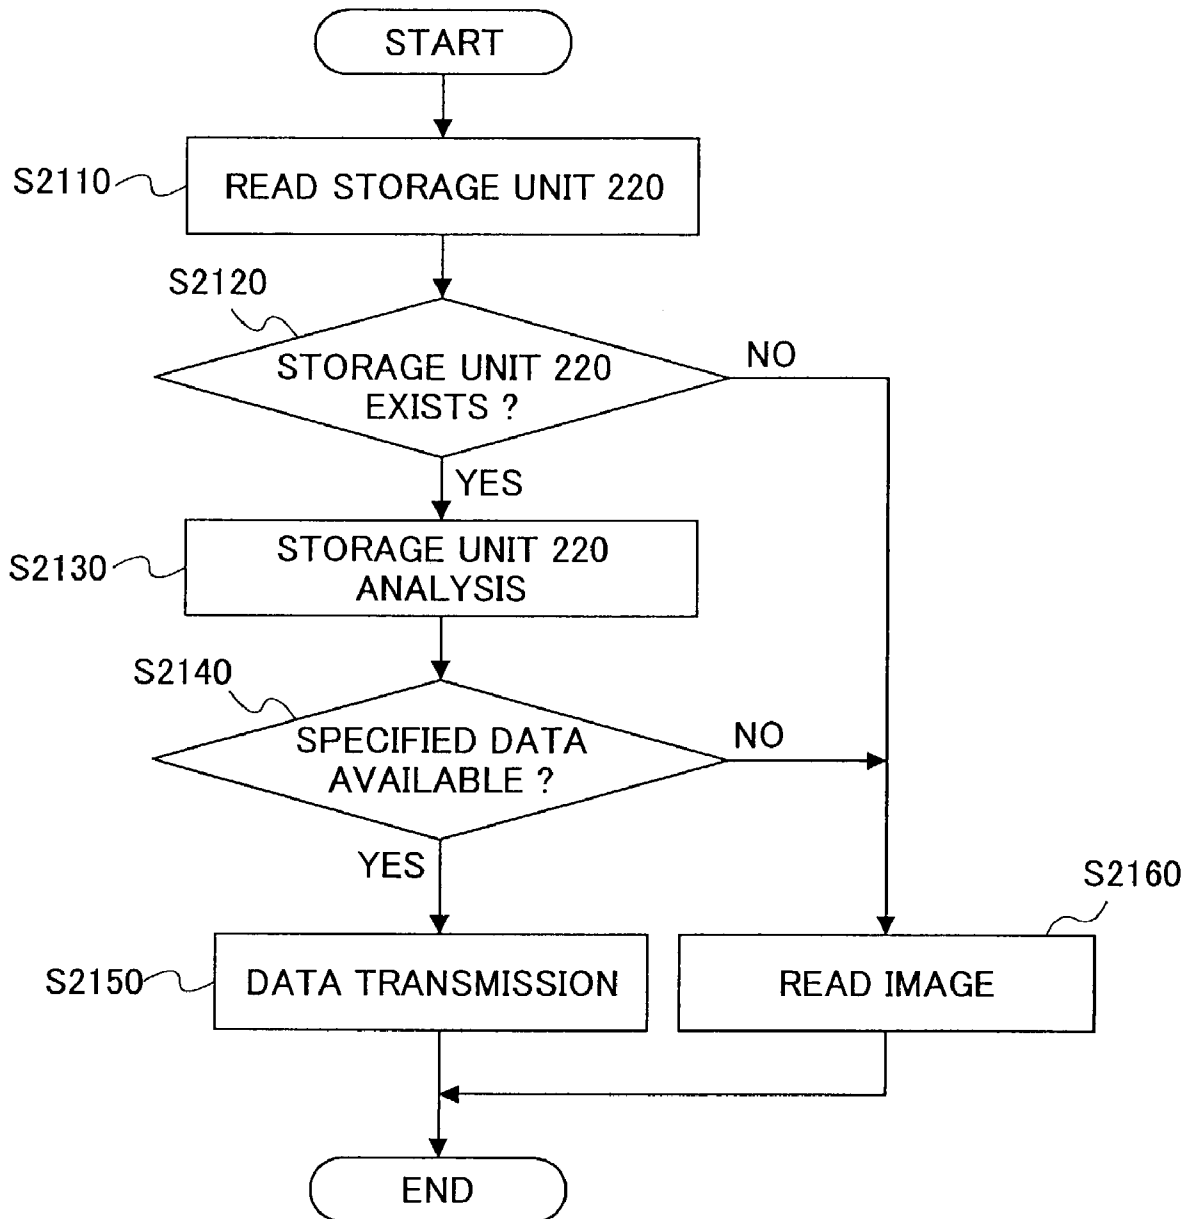 START
S2110
READ STORAGE UNIT 220
S2120
STORAGE UNIT 220
EXISTS ?
NO
YES
S2130
STORAGE UNIT 220
ANALYSIS
S2140
SPECIFIED DATA
AVAILABLE ?
NO
YES
S2150
DATA TRANSMISSION
S2160
READ IMAGE
END